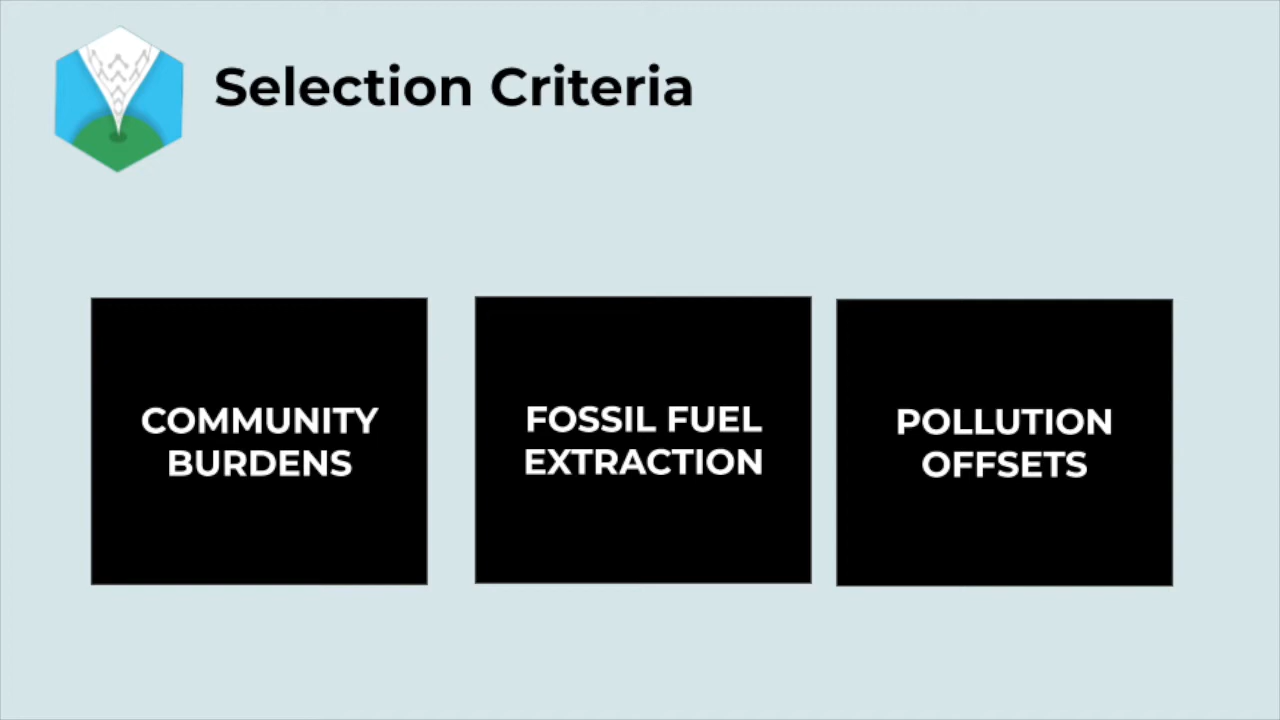 Selection Criteria
COMMUNITY
BURDENS
FOSSIL FUEL
EXTRACTION
POLLUTION
OFFSETS